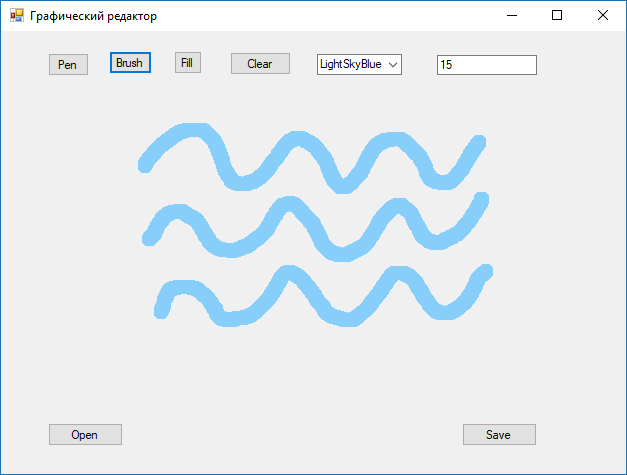 Графический редактор
Pen Brush Fill Clear LightSkyBlue 15
Open Save